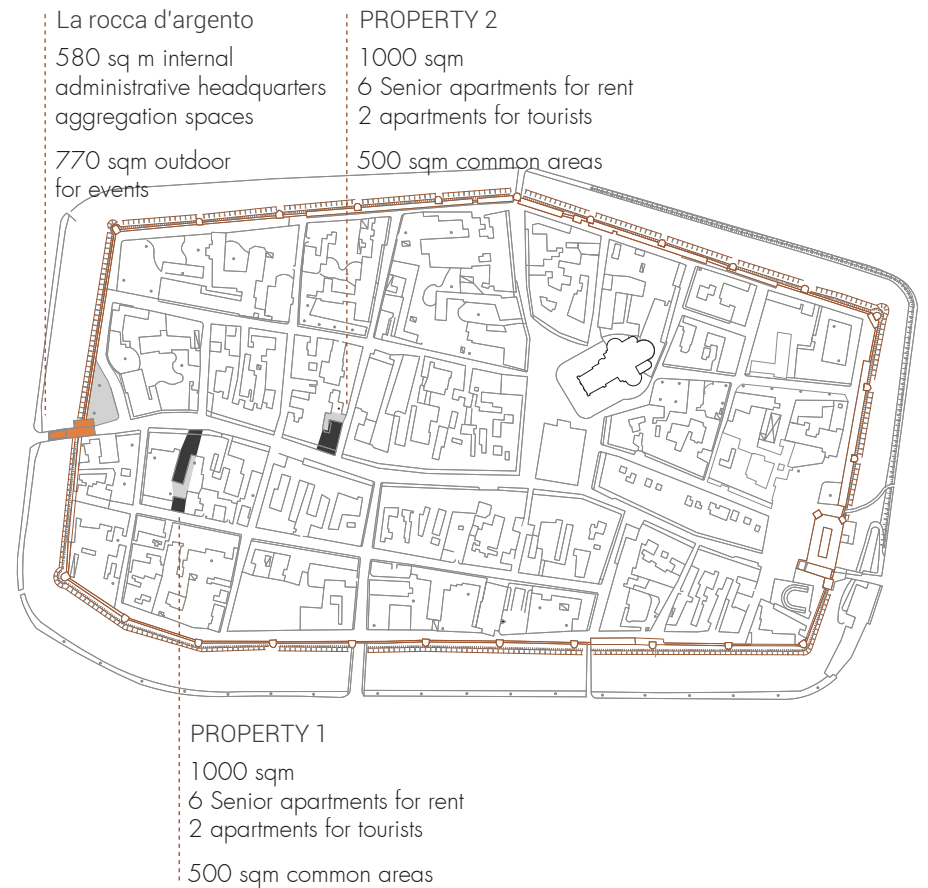 La rocca d'argento
580 sq m internal
administrative headquarters
aggregation spaces
770 sqm outdoor
for events
PROPERTY 2
1000 sqm
6 Senior apartments for rent
2 apartments for tourists
500 sqm common areas
PROPERTY 1
1000 sqm
6 Senior apartments for rent
2 apartments for tourists
500 sqm common areas